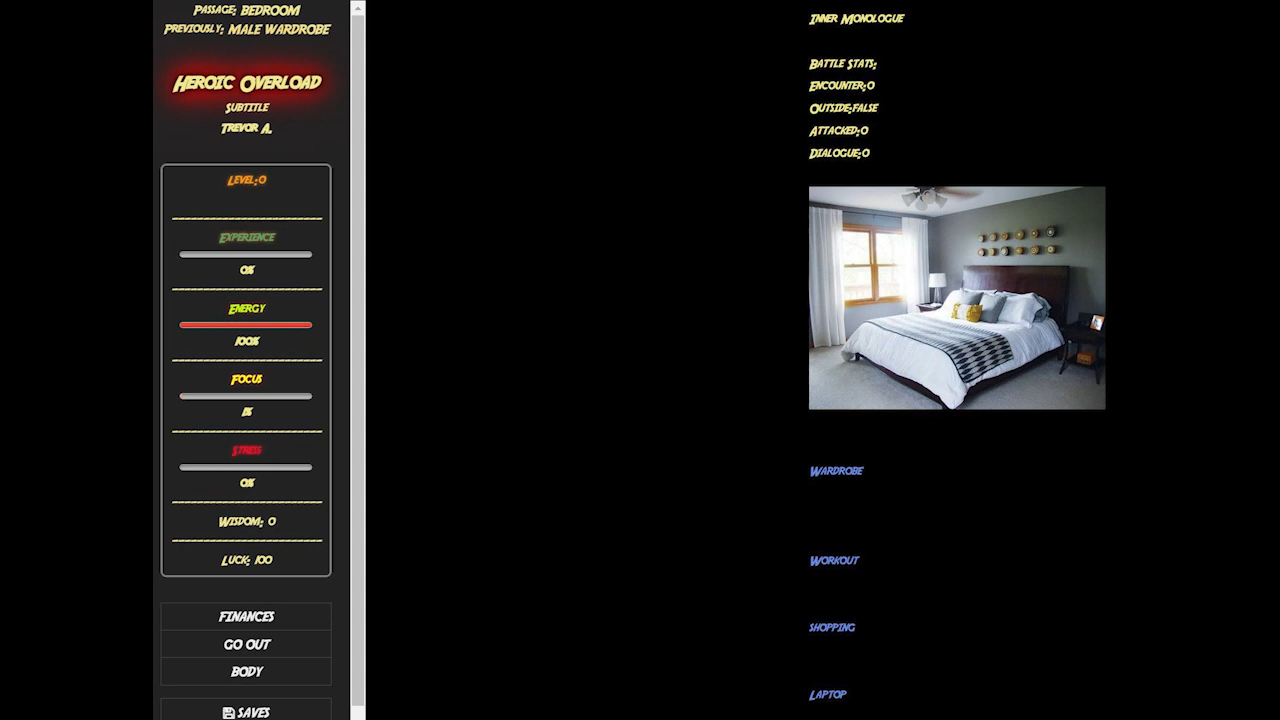 Passage: BEDROOM
Previously: MALE WARDROBE
Heroic Overload
Subtitle
Trevor A.
Level:0
Experience
0%
Energy
100%
Focus
1%
Stress
0%
Wisdom: 0
Luck: 100
FINANCES
GO OUT
BODY
SAVES
Inner Monologue
Battle Stats:
Encounter:0
Outside:false
Attacked:0
Dialogue:0
Wardrobe
Workout
shopping
Laptop